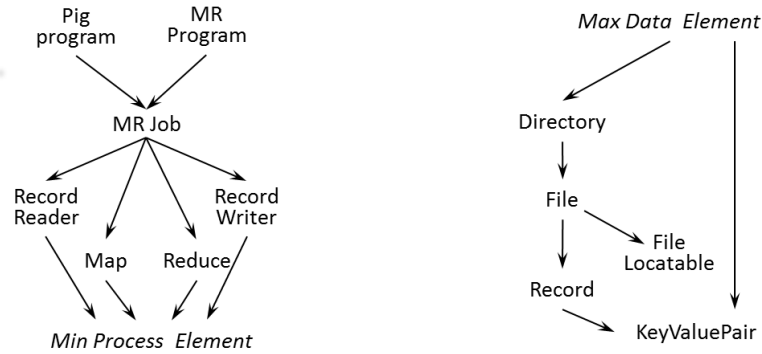 Pig
program
MR
Program
MR Job
Record
Reader
Record
Writer
Map
Reduce
Min Process Element
Max Data Element
Directory
File
File
Locatable
Record
KeyValuePair